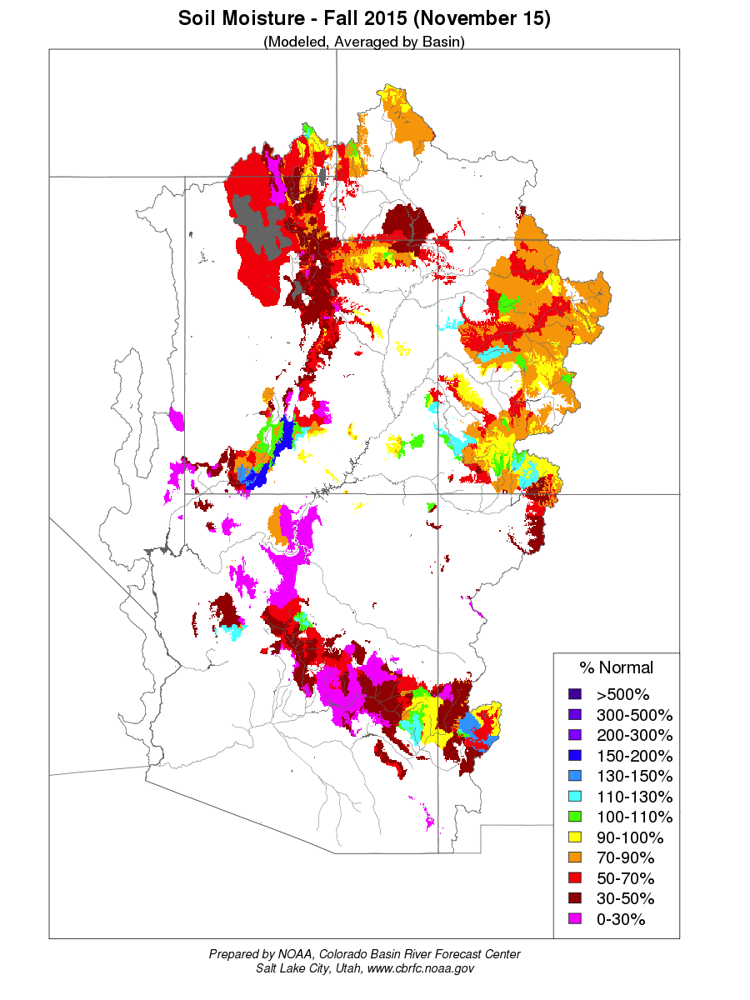 Soil Moisture - Fall 2015 (November 15)
(Modeled, Averaged by Basin)
% Normal
>500%
300-500%
200-300%
150-200%
130-150%
110-130%
100-110%
90-100%
70-90%
50-70%
30-50%
0-30%
Prepared by NOAA, Colorado Basin River Forecast Center
Salt Lake City, Utah, www.cbrfc.noaa.gov